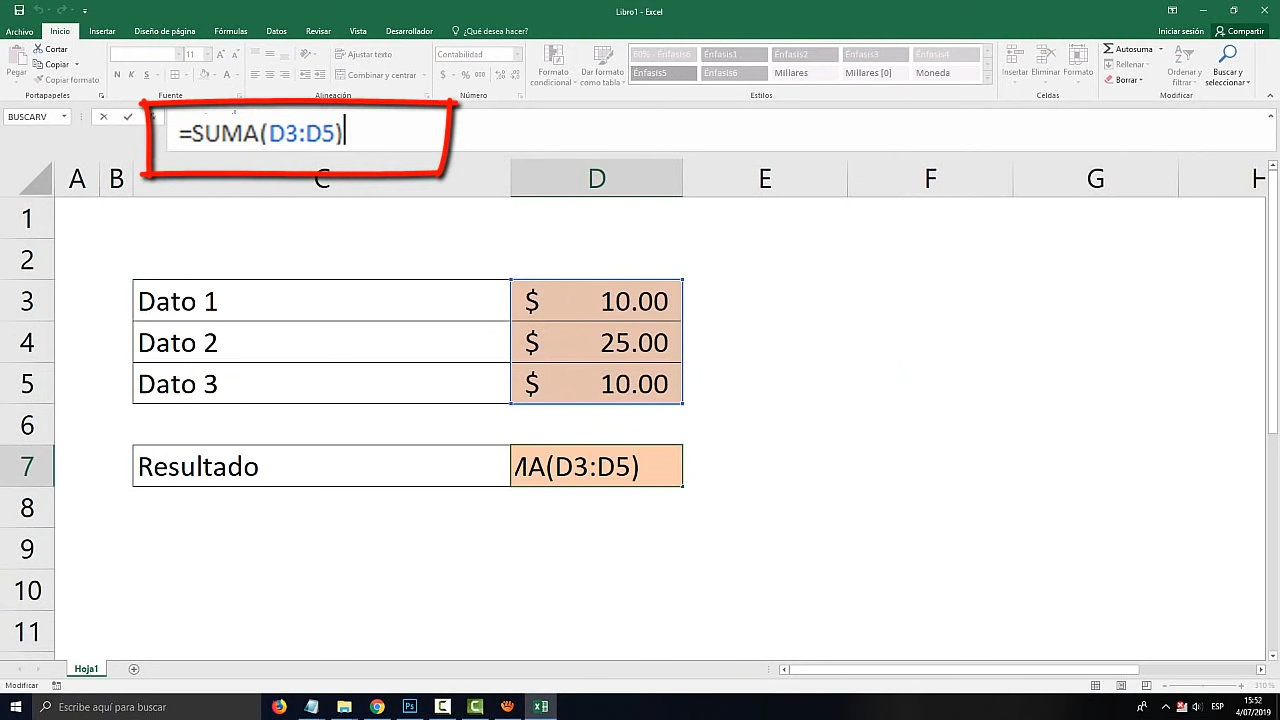 Libro1 - Excel
Archivo Inicio Insertar Diseño de página Fórmulas Datos Revisar Vista Desarrollador ¿Qué desea hacer? Iniciar sesión Compartir
Pegar
Cortar
Copiar
Copiar formato
Portapapeles
11
N K S
Fuente
Ajustar texto
Combinar y centrar
Alineación
Contabilidad
$ % 000
Número
Formato condicional
Dar formato como tabla
60% - Énfasis6 Énfasis1 Énfasis2 Énfasis3 Énfasis4
Énfasis5 Énfasis6 Millares Millares [0] Moneda
Estilos
Insertar Eliminar Formato
Celdas
Autosuma
Rellenar
Borrar
Ordenar y filtrar
Buscar y seleccionar
Modificar
BUSCARV
=SUMA(D3:D5)
A B C D E F G H
1
2
3 Dato 1 $ 10.00
4 Dato 2 $ 25.00
5 Dato 3 $ 10.00
6
7 Resultado MA(D3:D5)
8
9
10
11
Hoja1
Modificar 310 %
Escribe aquí para buscar
ESP
15:52
4/07/2019